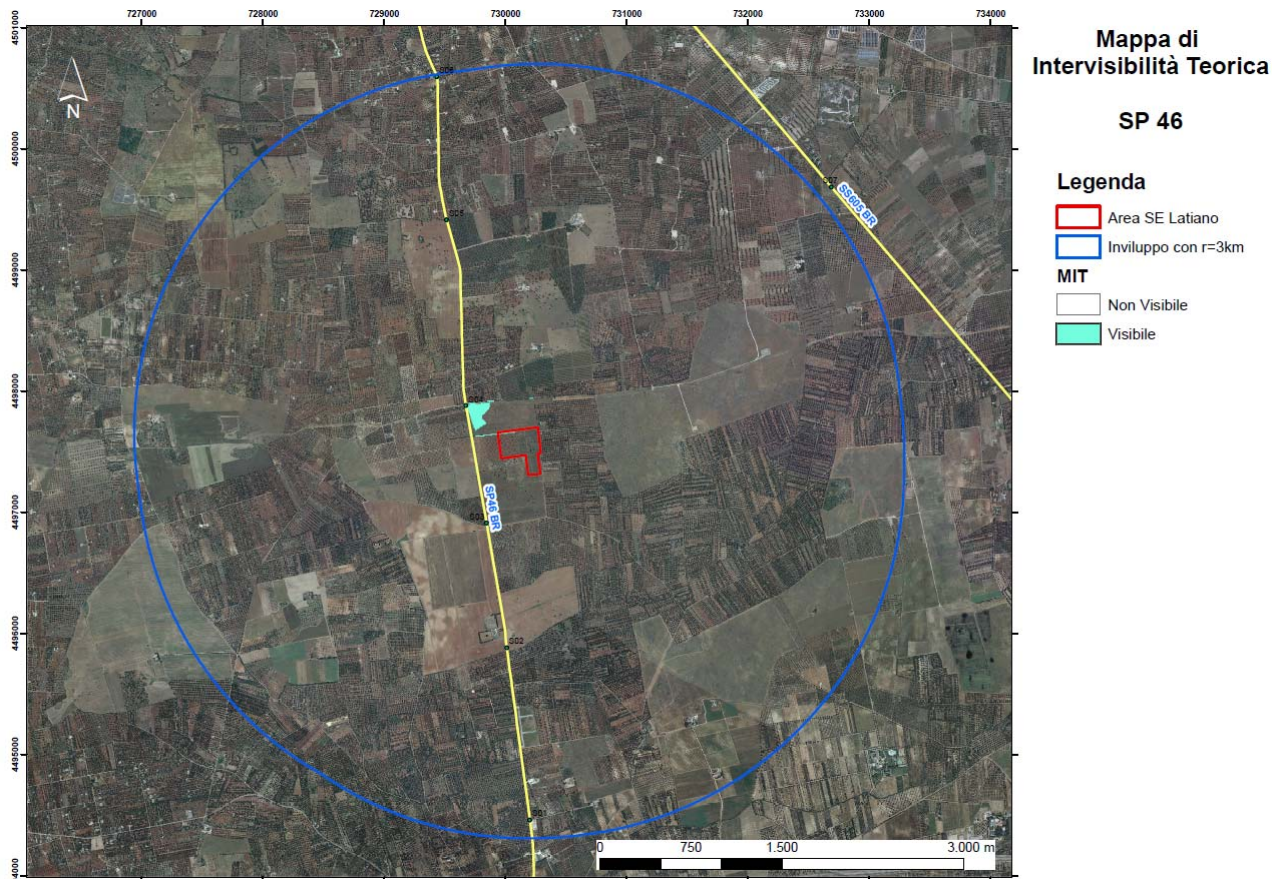 727000 728000 729000 730000 731000 732000 733000 734000
4501000
4500000
4499000
4498000
4497000
4496000
4495000
4000
N
SP46 BR
SS605 BR
0 750 1.500 3.000 m
Mappa di
Intervisibilità Teorica
SP 46
Legenda
Area SE Latiano
Inviluppo con r=3km
MIT
Non Visibile
Visibile